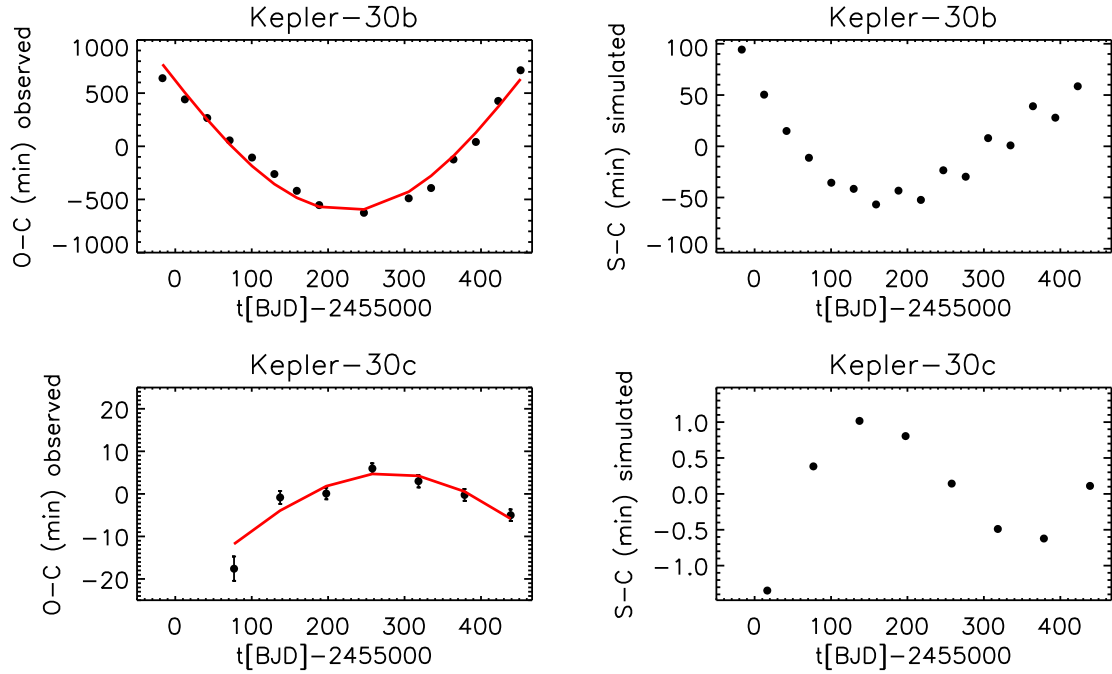 Kepler−30b
O−C (min) observed
1000
500
0
−500
−1000
0 100 200 300 400
t[BJD]−2455000
Kepler−30b
S−C (min) simulated
100
50
0
−50
−100
0 100 200 300 400
t[BJD]−2455000
Kepler−30c
O−C (min) observed
20
10
0
−10
−20
0 100 200 300 400
t[BJD]−2455000
Kepler−30c
S−C (min) simulated
1.0
0.5
0.0
−0.5
−1.0
0 100 200 300 400
t[BJD]−2455000